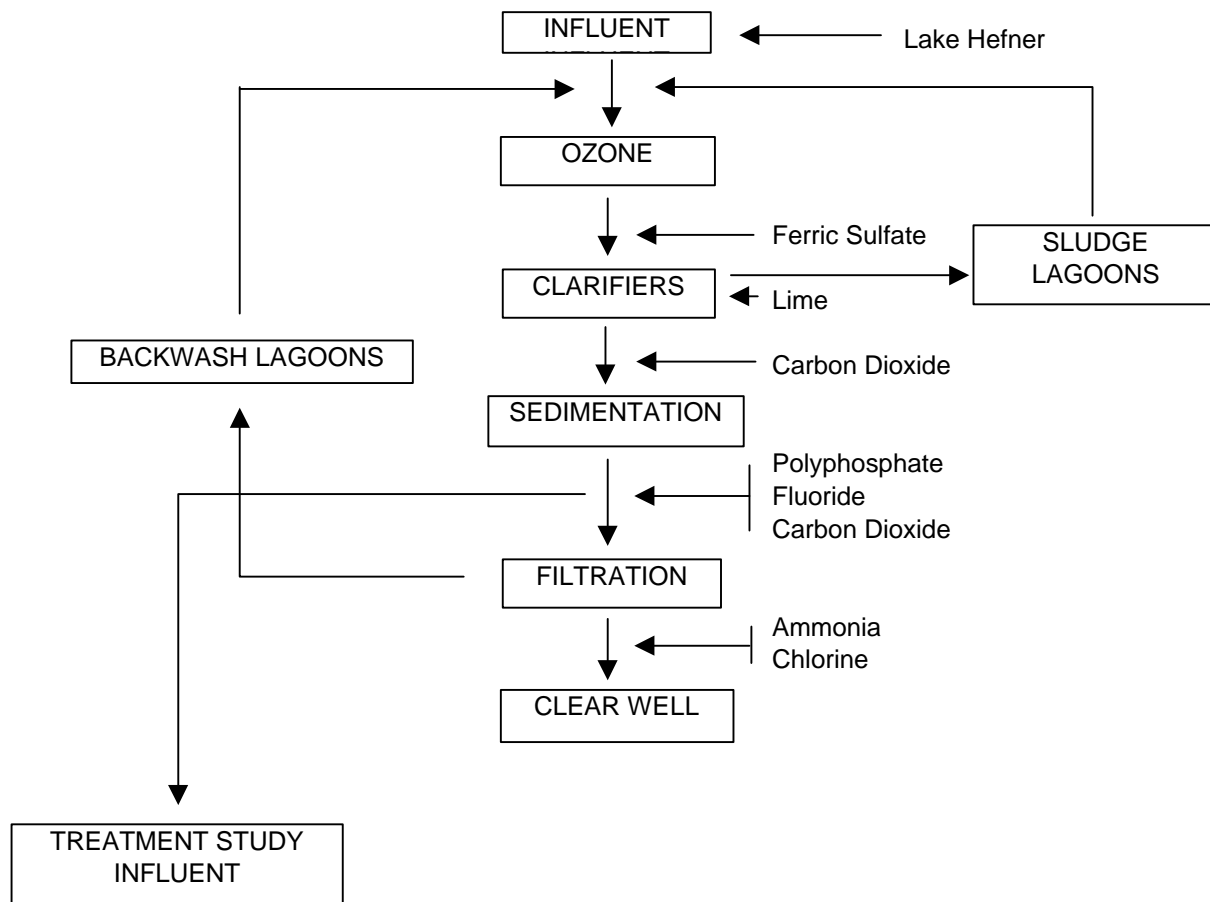 INFLUENT
INFLUENT
Lake Hefner
OZONE
Ferric Sulfate
SLUDGE
LAGOONS
CLARIFIERS
Lime
BACKWASH LAGOONS
Carbon Dioxide
SEDIMENTATION
Polyphosphate
Fluoride
Carbon Dioxide
FILTRATION
Ammonia
Chlorine
CLEAR WELL
TREATMENT STUDY
INFLUENT